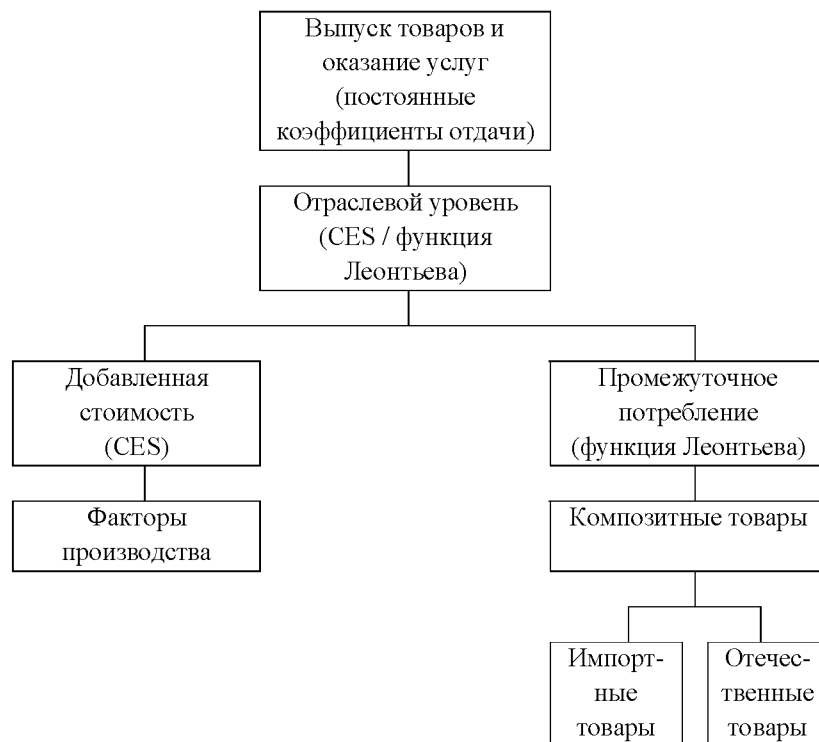 Выпуск товаров и
оказание услуг
(постоянные
коэффициенты отдачи)
Отраслевой уровень
(CES / функция
Леонтьева)
Добавленная
стоимость
(CES)
Промежуточное
потребление
(функция Леонтьева)
Факторы
производства
Композитные товары
Импорт-
ные
товары
Отечес-
твенные
товары